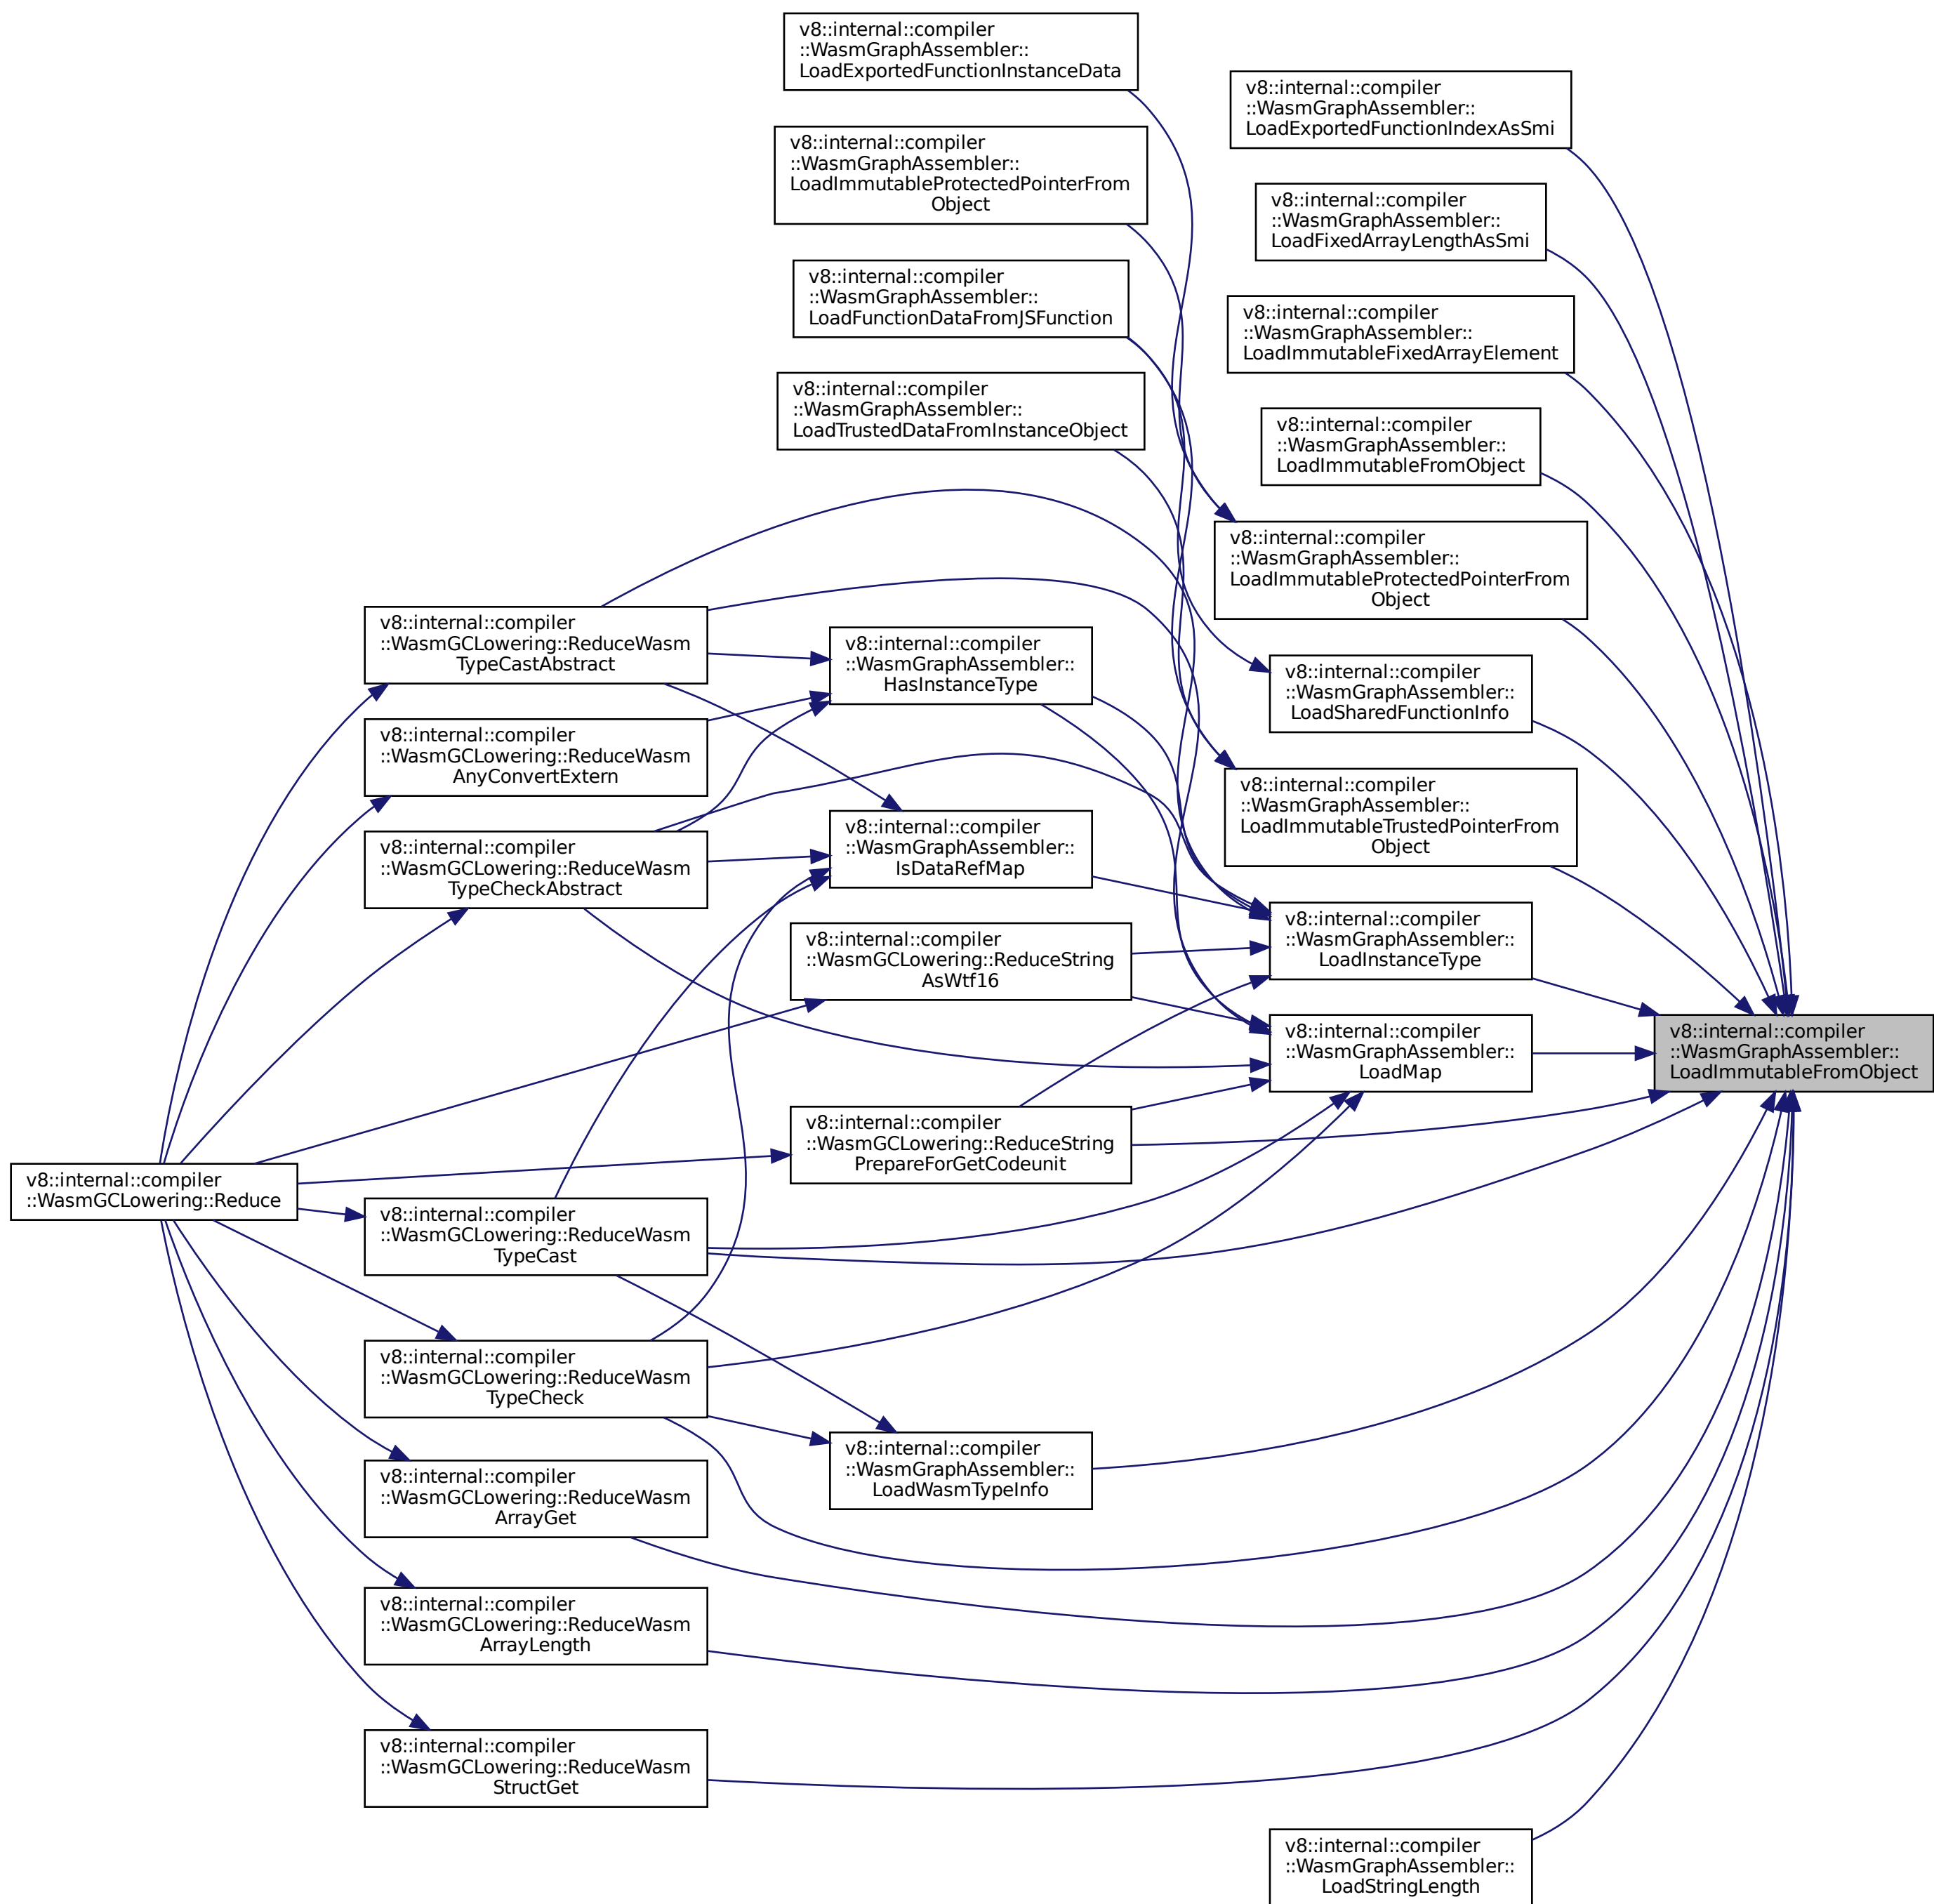 v8::internal::compiler
::WasmGraphAssembler::
LoadExportedFunctionInstanceData
v8::internal::compiler
::WasmGraphAssembler::
LoadExportedFunctionIndexAsSmi
v8::internal::compiler
::WasmGraphAssembler::
LoadImmutableProtectedPointerFrom
Object
v8::internal::compiler
::WasmGraphAssembler::
LoadFixedArrayLengthAsSmi
v8::internal::compiler
::WasmGraphAssembler::
LoadFunctionDataFromJSFunction
v8::internal::compiler
::WasmGraphAssembler::
LoadImmutableFixedArrayElement
v8::internal::compiler
::WasmGraphAssembler::
LoadTrustedDataFromInstanceObject
v8::internal::compiler
::WasmGraphAssembler::
LoadImmutableFromObject
v8::internal::compiler
::WasmGraphAssembler::
LoadImmutableProtectedPointerFrom
Object
v8::internal::compiler
::WasmGCLowering::ReduceWasm
TypeCastAbstract
v8::internal::compiler
::WasmGraphAssembler::
HasInstanceType
v8::internal::compiler
::WasmGraphAssembler::
LoadSharedFunctionInfo
v8::internal::compiler
::WasmGCLowering::ReduceWasm
AnyConvertExtern
v8::internal::compiler
::WasmGraphAssembler::
LoadImmutableTrustedPointerFrom
Object
v8::internal::compiler
::WasmGCLowering::ReduceWasm
TypeCheckAbstract
v8::internal::compiler
::WasmGraphAssembler::
IsDataRefMap
v8::internal::compiler
::WasmGCLowering::ReduceString
AsWtf16
v8::internal::compiler
::WasmGraphAssembler::
LoadInstanceType
v8::internal::compiler
::WasmGraphAssembler::
LoadMap
v8::internal::compiler
::WasmGraphAssembler::
LoadImmutableFromObject
v8::internal::compiler
::WasmGCLowering::ReduceString
PrepareForGetCodeunit
v8::internal::compiler
::WasmGCLowering::Reduce
v8::internal::compiler
::WasmGCLowering::ReduceWasm
TypeCast
v8::internal::compiler
::WasmGCLowering::ReduceWasm
TypeCheck
v8::internal::compiler
::WasmGraphAssembler::
LoadWasmTypeInfo
v8::internal::compiler
::WasmGCLowering::ReduceWasm
ArrayGet
v8::internal::compiler
::WasmGCLowering::ReduceWasm
ArrayLength
v8::internal::compiler
::WasmGCLowering::ReduceWasm
StructGet
v8::internal::compiler
::WasmGraphAssembler::
LoadStringLength